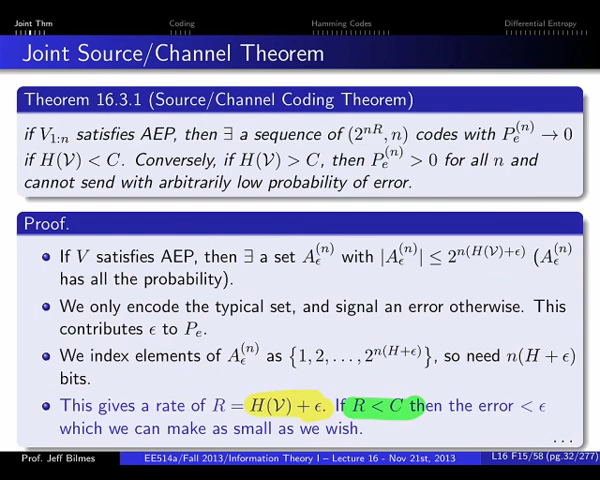 Joint Thm Coding Hamming Codes Differential Entropy
Joint Source/Channel Theorem
Theorem 16.3.1 (Source/Channel Coding Theorem)
if V₁:ₙ satisfies AEP, then ∃ a sequence of (2^{nR}, n) codes with P_e^{(n)} → 0
if H(𝒱) < C. Conversely, if H(𝒱) > C, then P_e^{(n)} > 0 for all n and
cannot send with arbitrarily low probability of error.
Proof.
If V satisfies AEP, then ∃ a set A_ϵ^{(n)} with |A_ϵ^{(n)}| ≤ 2^{n(H(𝒱)+ϵ)} (A_ϵ^{(n)}
has all the probability).
We only encode the typical set, and signal an error otherwise. This
contributes ϵ to P_e.
We index elements of A_ϵ^{(n)} as {1, 2, . . . , 2^{n(H+ϵ)}}, so need n(H + ϵ)
bits.
This gives a rate of R = H(𝒱) + ϵ. If R < C then the error < ϵ
which we can make as small as we wish.
. . .
Prof. Jeff Bilmes EE514a/Fall 2013/Information Theory I – Lecture 16 - Nov 21st, 2013 L16 F15/58 (pg.32/277)